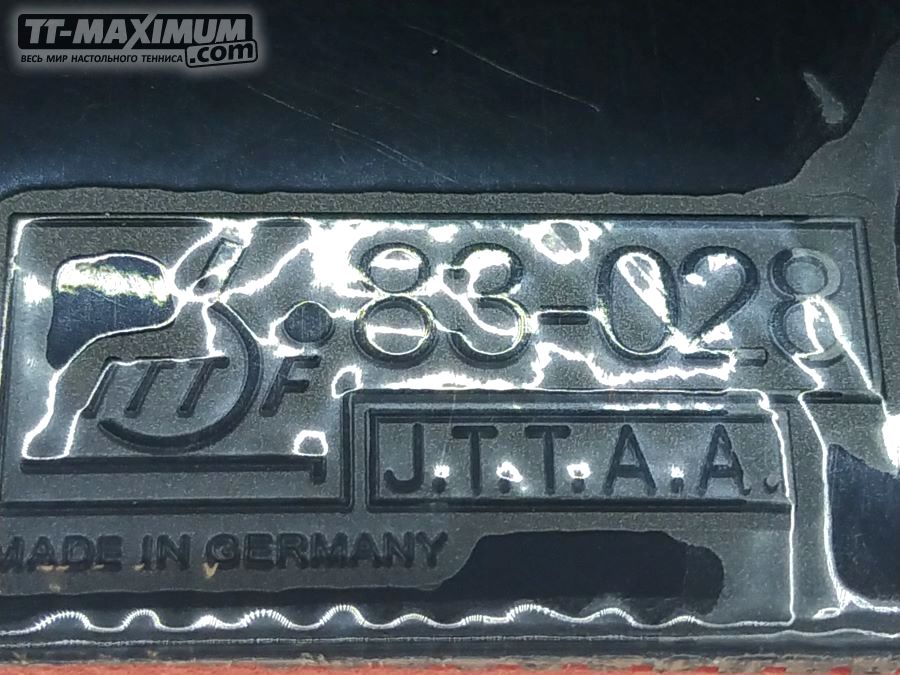 TT-MAXIMUM
.com
ВЕСЬ МИР НАСТОЛЬНОГО ТЕННИСА
83-028
ITTF
J.T.T.A.A.
MADE IN GERMANY